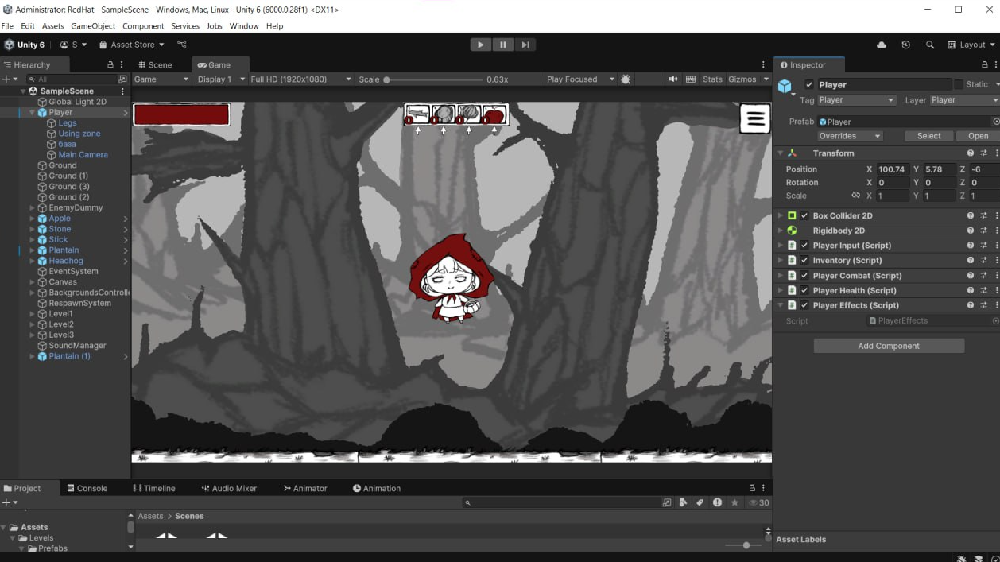 Administrator: RedHat - SampleScene - Windows, Mac, Linux - Unity 6 (6000.0.28f1) <DX11>
File Edit Assets GameObject Component Services Jobs Window Help
Unity 6 S Asset Store Layout
Hierarchy
All
SampleScene
Global Light 2D
Player
Legs
Using zone
база
Main Camera
Ground
Ground (1)
Ground (3)
Ground (2)
EnemyDummy
Apple
Stone
Stick
Plantain
Headhog
EventSystem
Canvas
BackgroundsControlle
RespawnSystem
Level1
Level2
Level3
SoundManager
Plantain (1)
Scene Game
Game Display 1 Full HD (1920x1080) Scale 0.63x Play Focused Stats Gizmos
0 0 0 0
Inspector
Player Static
Tag Player Layer Player
Prefab Player
Overrides Select Open
Transform
Position X 100.74 Y 5.78 Z -6
Rotation X 0 Y 0 Z 0
Scale X 1 Y 1 Z 1
Box Collider 2D
Rigidbody 2D
Player Input (Script)
Inventory (Script)
Player Combat (Script)
Player Health (Script)
Player Effects (Script)
Script PlayerEffects
Add Component
Project Console Timeline Audio Mixer Animator Animation
30
Assets > Scenes
Assets
Levels
Prefabs
Asset Labels